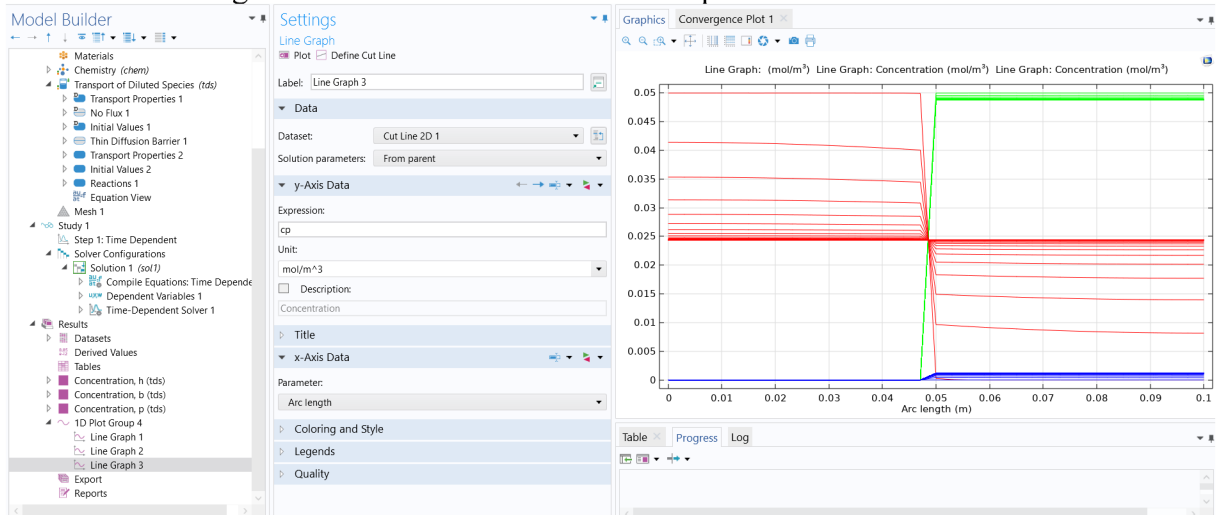 Model Builder
Materials
Chemistry (chem)
Transport of Diluted Species (tds)
Transport Properties 1
No Flux 1
Initial Values 1
Thin Diffusion Barrier 1
Transport Properties 2
Initial Values 2
Reactions 1
Equation View
Mesh 1
Study 1
Step 1: Time Dependent
Solver Configurations
Solution 1 (sol1)
Compile Equations: Time Depende
Dependent Variables 1
Time-Dependent Solver 1
Results
Datasets
Derived Values
Tables
Concentration, h (tds)
Concentration, b (tds)
Concentration, p (tds)
1D Plot Group 4
Line Graph 1
Line Graph 2
Line Graph 3
Export
Reports
Settings
Line Graph
Plot Define Cut Line
Label: Line Graph 3
Data
Dataset: Cut Line 2D 1
Solution parameters: From parent
y-Axis Data
Expression:
cp
Unit:
mol/m^3
Description:
Concentration
Title
x-Axis Data
Parameter:
Arc length
Coloring and Style
Legends
Quality
Graphics Convergence Plot 1
Line Graph: (mol/m³) Line Graph: Concentration (mol/m³) Line Graph: Concentration (mol/m³)
0.05
0.045
0.04
0.035
0.03
0.025
0.02
0.015
0.01
0.005
0
0 0.01 0.02 0.03 0.04 0.05 0.06 0.07 0.08 0.09 0.1
Arc length (m)
Table Progress Log